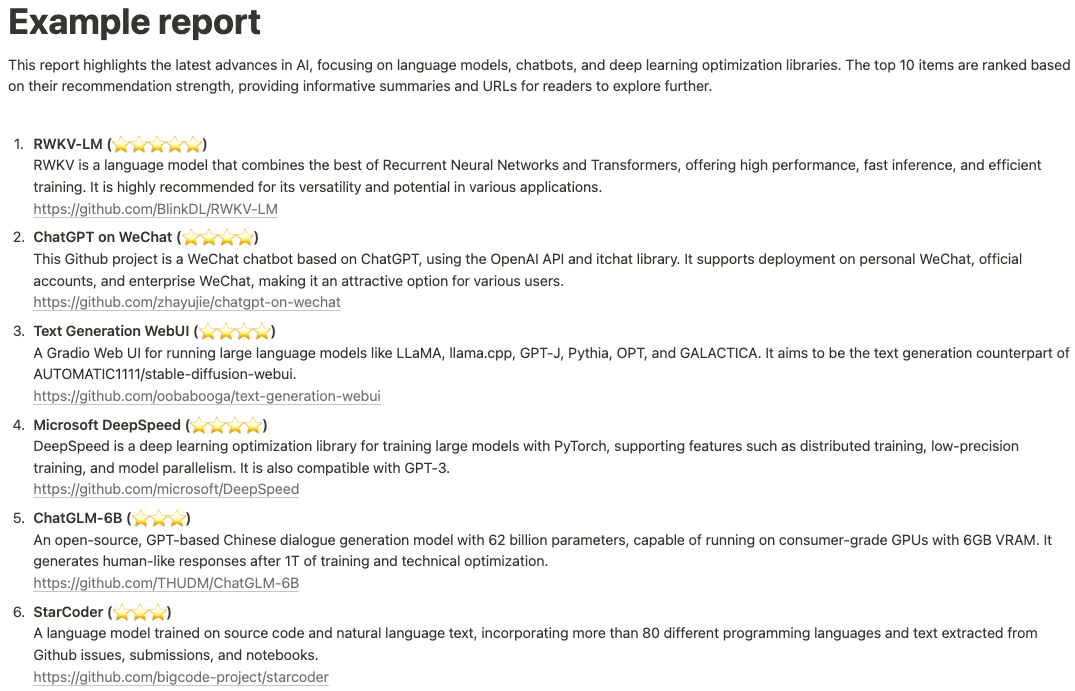 Example report
This report highlights the latest advances in AI, focusing on language models, chatbots, and deep learning optimization libraries. The top 10 items are ranked based
on their recommendation strength, providing informative summaries and URLs for readers to explore further.
1. RWKV-LM (⭐⭐⭐⭐⭐)
RWKV is a language model that combines the best of Recurrent Neural Networks and Transformers, offering high performance, fast inference, and efficient
training. It is highly recommended for its versatility and potential in various applications.
https://github.com/BlinkDL/RWKV-LM
2. ChatGPT on WeChat (⭐⭐⭐⭐)
This Github project is a WeChat chatbot based on ChatGPT, using the OpenAI API and itchat library. It supports deployment on personal WeChat, official
accounts, and enterprise WeChat, making it an attractive option for various users.
https://github.com/zhayujie/chatgpt-on-wechat
3. Text Generation WebUI (⭐⭐⭐⭐)
A Gradio Web UI for running large language models like LLaMA, llama.cpp, GPT-J, Pythia, OPT, and GALACTICA. It aims to be the text generation counterpart of
AUTOMATIC1111/stable-diffusion-webui.
https://github.com/oobabooga/text-generation-webui
4. Microsoft DeepSpeed (⭐⭐⭐⭐)
DeepSpeed is a deep learning optimization library for training large models with PyTorch, supporting features such as distributed training, low-precision
training, and model parallelism. It is also compatible with GPT-3.
https://github.com/microsoft/DeepSpeed
5. ChatGLM-6B (⭐⭐⭐)
An open-source, GPT-based Chinese dialogue generation model with 62 billion parameters, capable of running on consumer-grade GPUs with 6GB VRAM. It
generates human-like responses after 1T of training and technical optimization.
https://github.com/THUDM/ChatGLM-6B
6. StarCoder (⭐⭐⭐)
A language model trained on source code and natural language text, incorporating more than 80 different programming languages and text extracted from
Github issues, submissions, and notebooks.
https://github.com/bigcode-project/starcoder